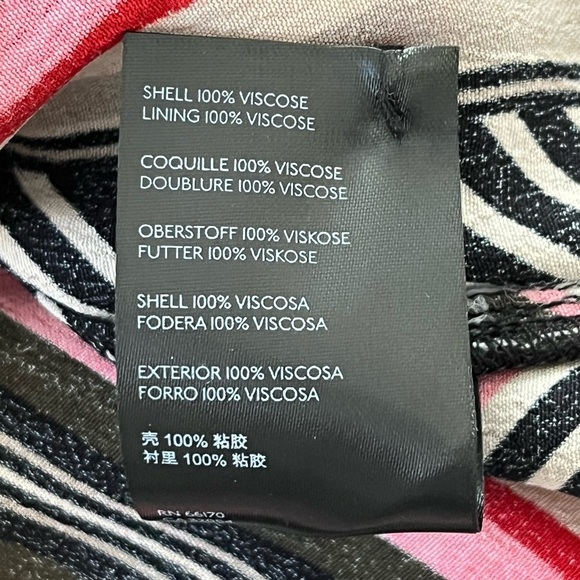 SHELL 100% VISCOSE
LINING 100% VISCOSE
COQUILLE 100% VISCOSE
DOUBLURE 100% VISCOSE
OBERSTOFF 100% VISKOSE
FUTTER 100% VISKOSE
SHELL 100% VISCOSA
FODERA 100% VISCOSA
EXTERIOR 100% VISCOSA
FORRO 100% VISCOSA
壳 100% 粘胶
衬里 100% 粘胶
RN 66170